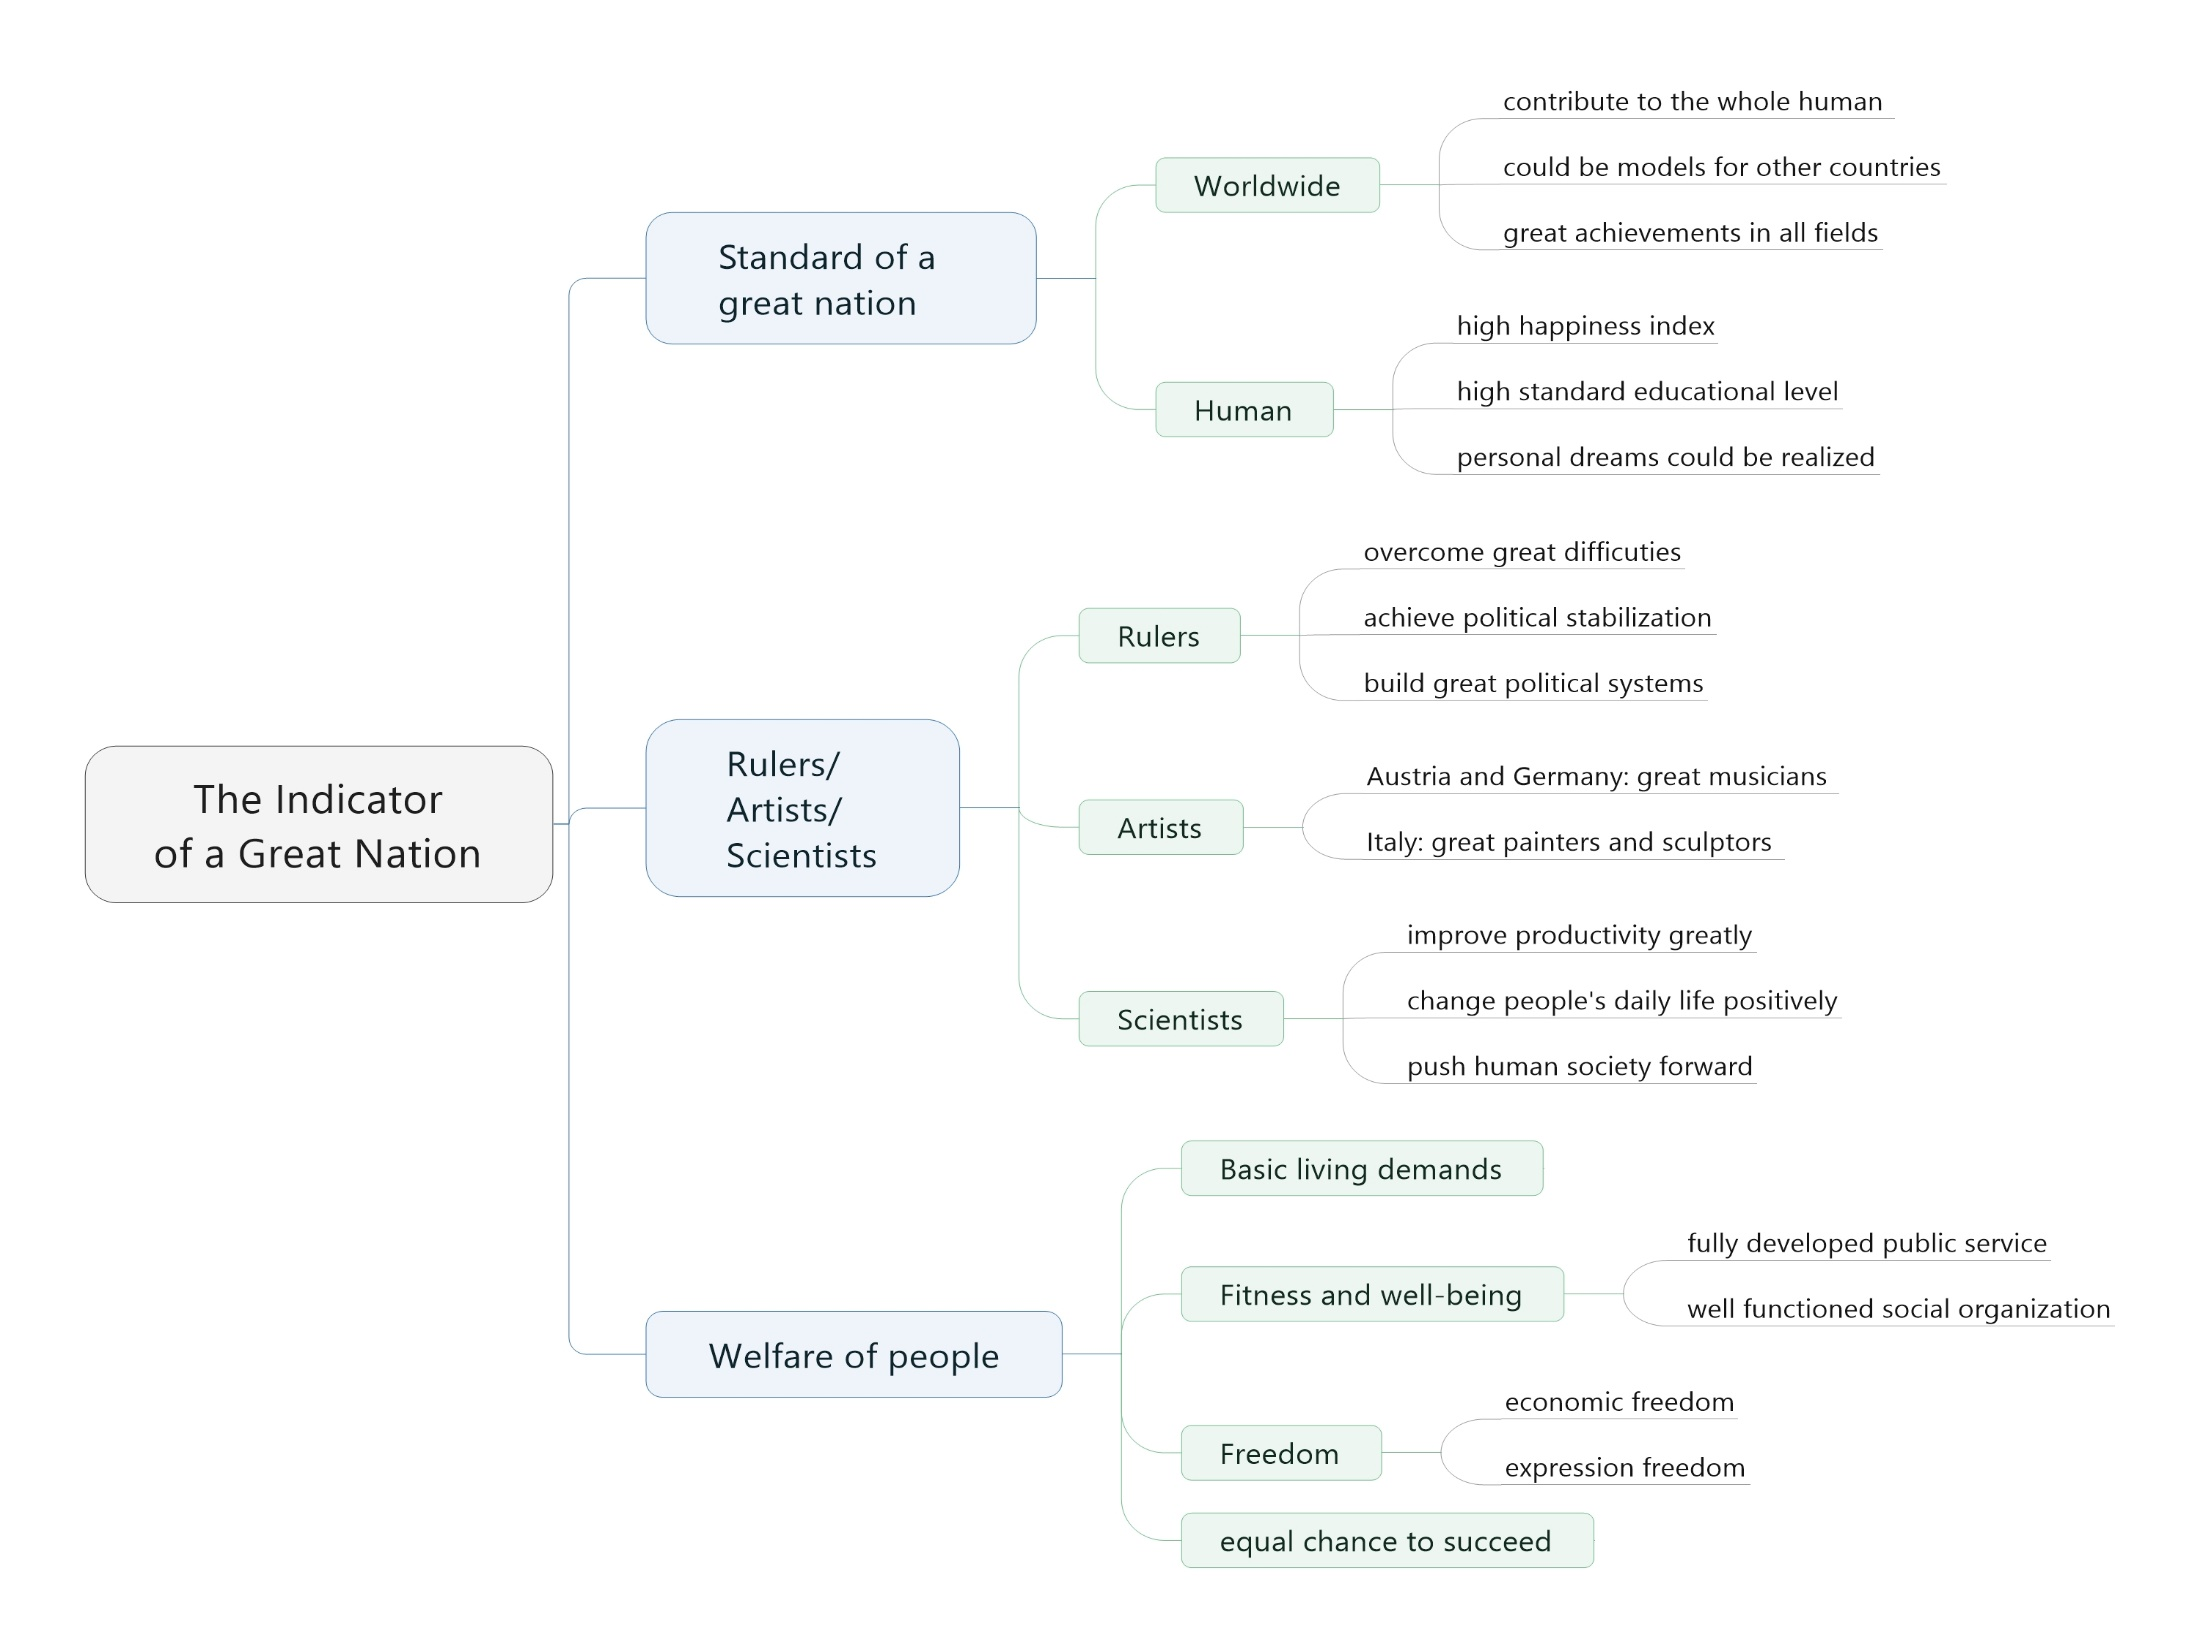 The Indicator
of a Great Nation
Standard of a
great nation
Worldwide
contribute to the whole human
could be models for other countries
great achievements in all fields
Human
high happiness index
high standard educational level
personal dreams could be realized
Rulers/
Artists/
Scientists
Rulers
overcome great difficuties
achieve political stabilization
build great political systems
Artists
Austria and Germany: great musicians
Italy: great painters and sculptors
Scientists
improve productivity greatly
change people's daily life positively
push human society forward
Welfare of people
Basic living demands
Fitness and well-being
fully developed public service
well functioned social organization
Freedom
economic freedom
expression freedom
equal chance to succeed